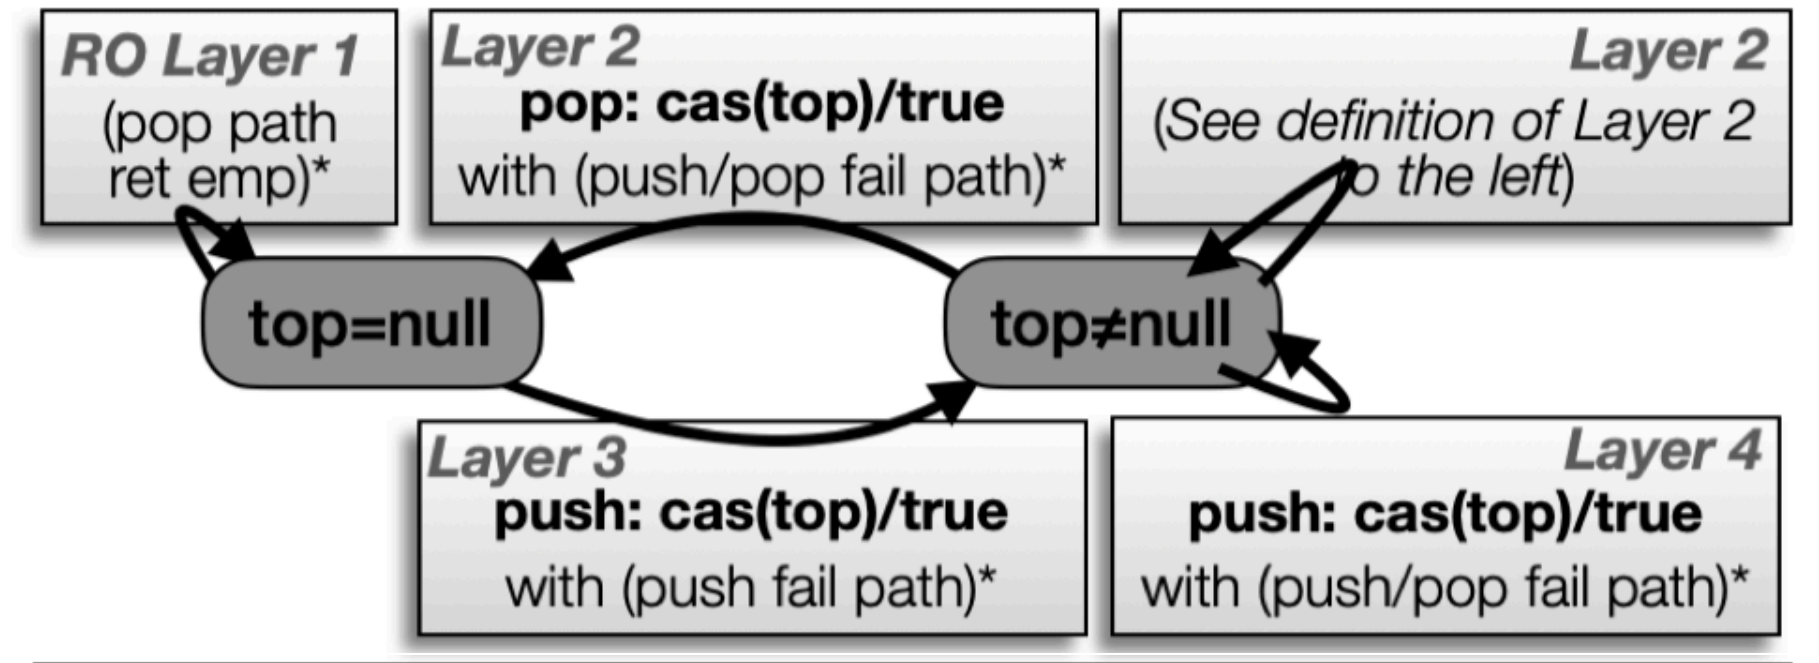 RO Layer 1
(pop path
ret emp)*
Layer 2
pop: cas(top)/true
with (push/pop fail path)*
Layer 2
(See definition of Layer 2
to the left)
top=null
top≠null
Layer 3
push: cas(top)/true
with (push fail path)*
Layer 4
push: cas(top)/true
with (push/pop fail path)*